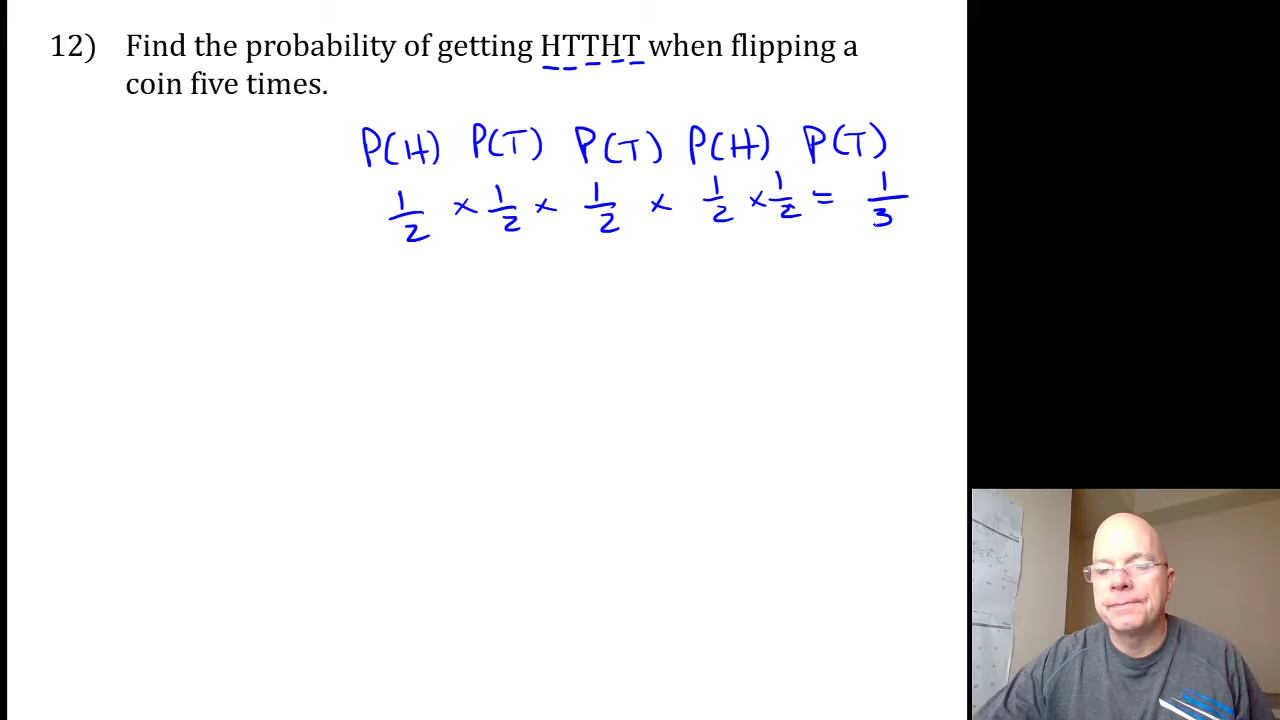 12) Find the probability of getting HTTHT when flipping a
coin five times.
P(H) P(T) P(T) P(H) P(T)
1/2 × 1/2 × 1/2 × 1/2 × 1/2 = 1/3